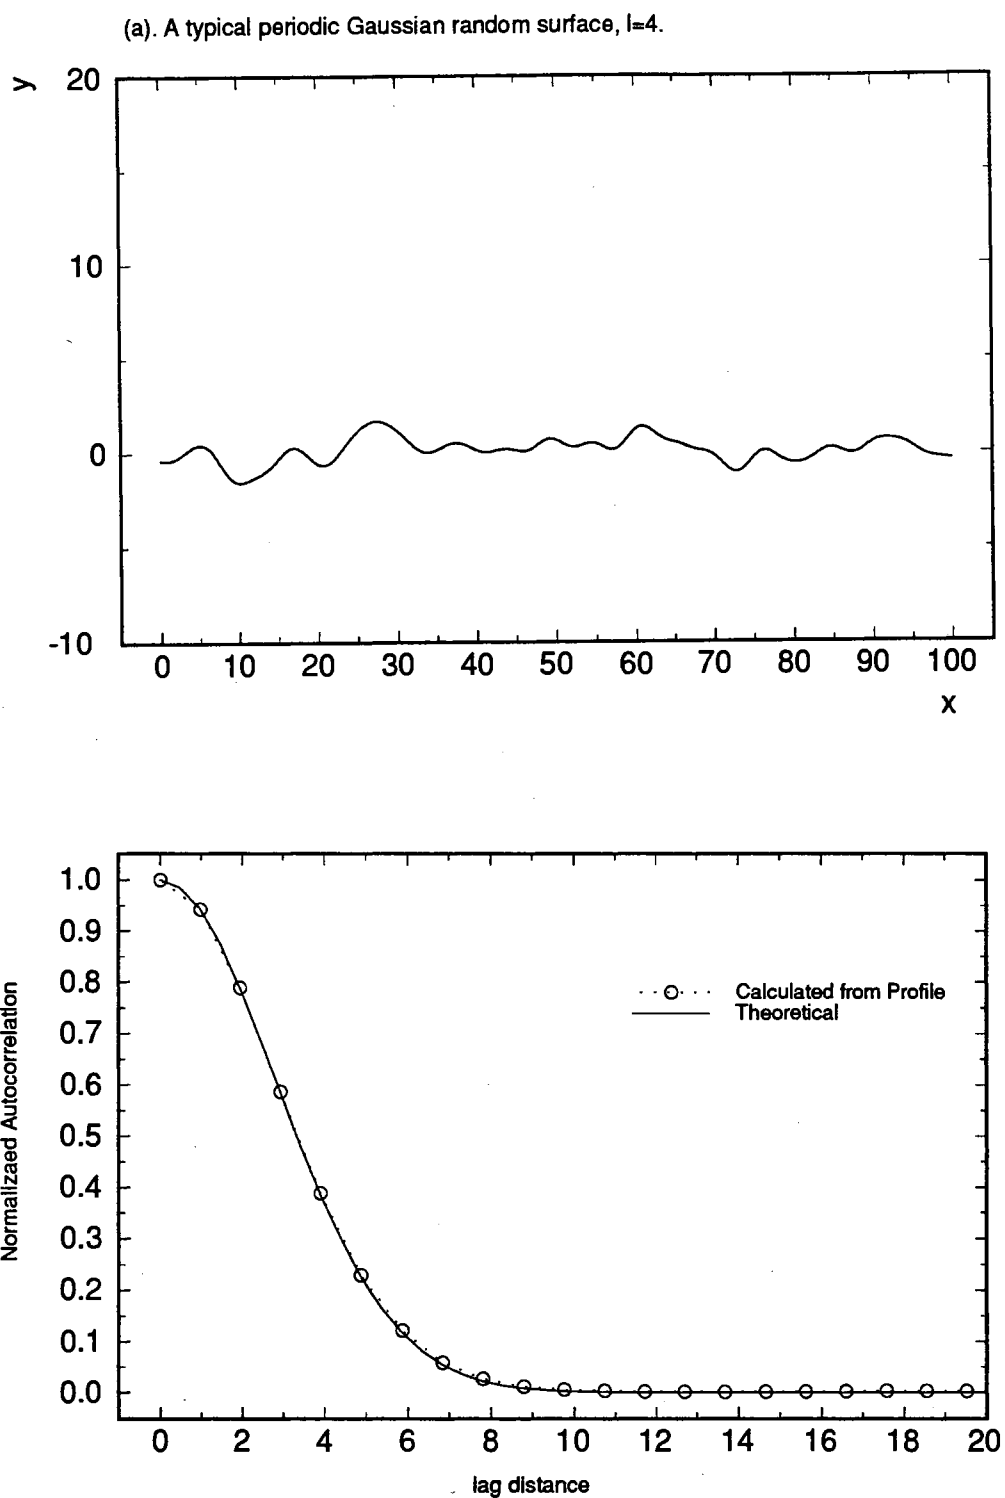 (a). A typical periodic Gaussian random surface, l=4.
y
20
10
0
-10
0 10 20 30 40 50 60 70 80 90 100
X
1.0
0.9
0.8
0.7
0.6
0.5
0.4
0.3
0.2
0.1
0.0
Normalizaed Autocorrelation
Calculated from Profile
Theoretical
0 2 4 6 8 10 12 14 16 18 20
lag distance